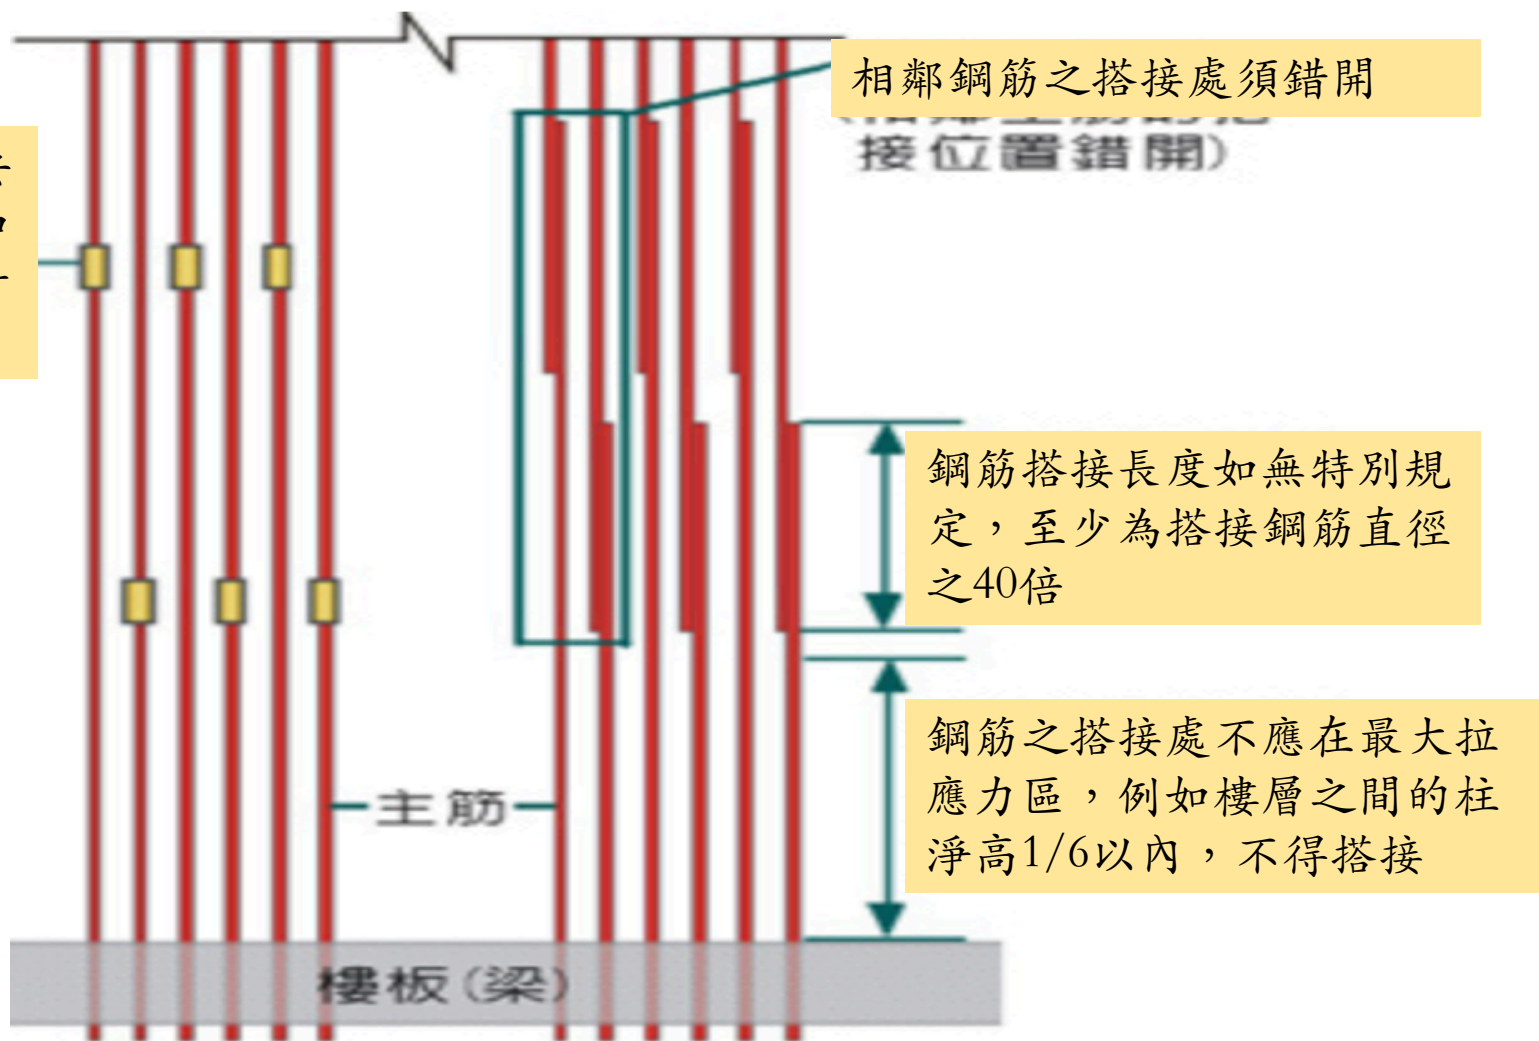 相鄰鋼筋之搭接處須錯開
接位置錯開)
鋼筋搭接長度如無特別規
定，至少為搭接鋼筋直徑
之40倍
鋼筋之搭接處不應在最大拉
應力區，例如樓層之間的柱
淨高1/6以內，不得搭接
主筋
樓板(梁)